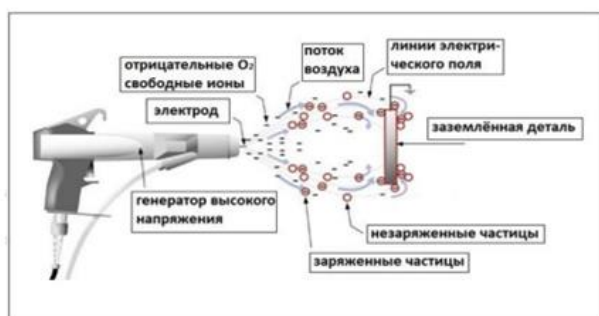 отрицательные O₂
свободные ионы
поток
воздуха
линии электри-
ческого поля
электрод
заземлённая деталь
генератор высокого
напряжения
незаряженные частицы
заряженные частицы